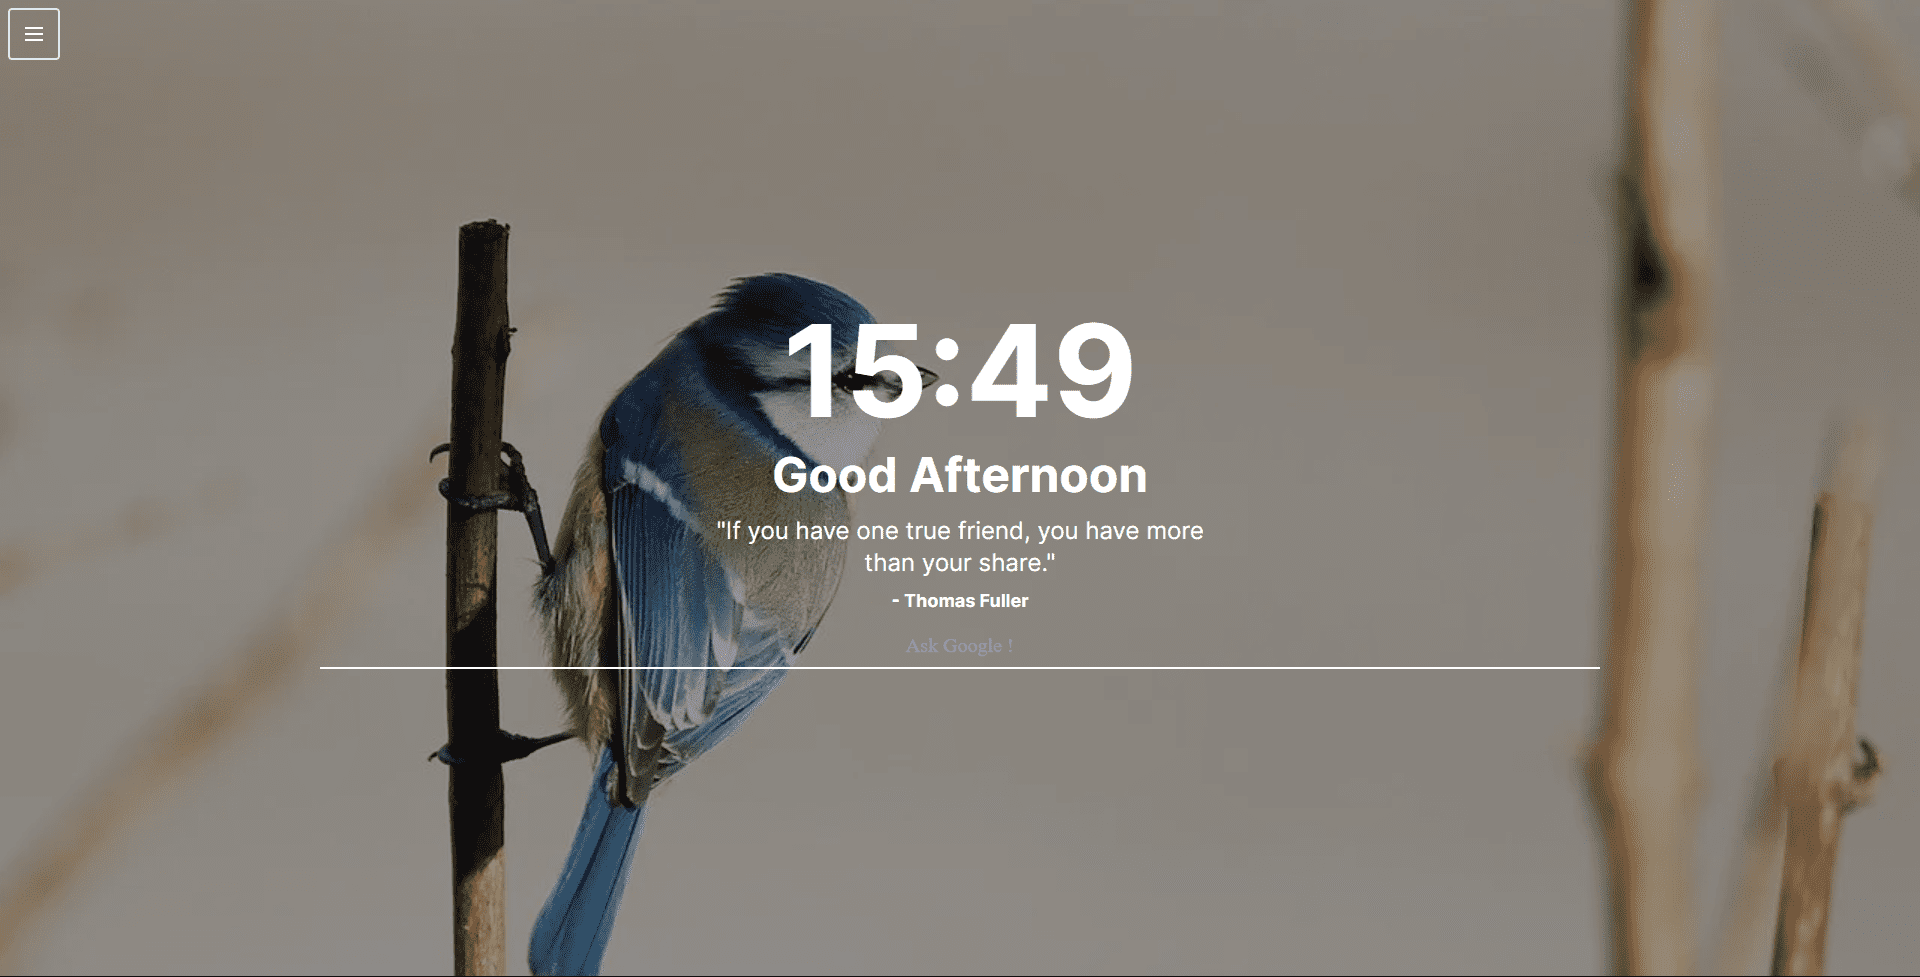 15:49
Good Afternoon
"If you have one true friend, you have more
than your share."
- Thomas Fuller
Ask Google !